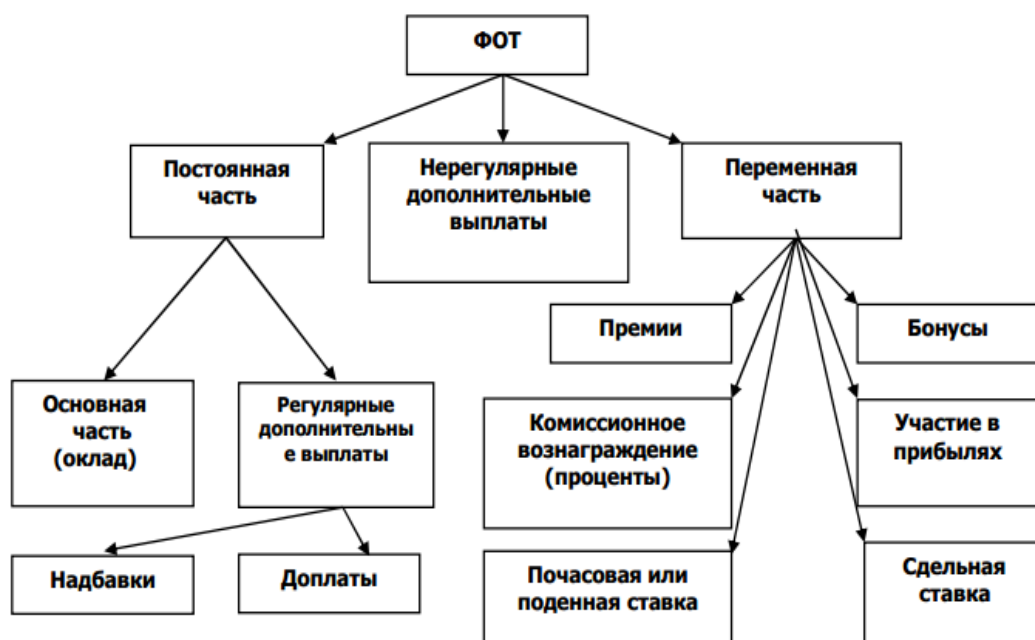 ФОТ
Постоянная
часть
Нерегулярные
дополнительные
выплаты
Переменная
часть
Премии
Бонусы
Основная
часть
(оклад)
Регулярные
дополнительны
е выплаты
Комиссионное
вознаграждение
(проценты)
Участие в
прибылях
Надбавки
Доплаты
Почасовая или
поденная ставка
Сдельная
ставка